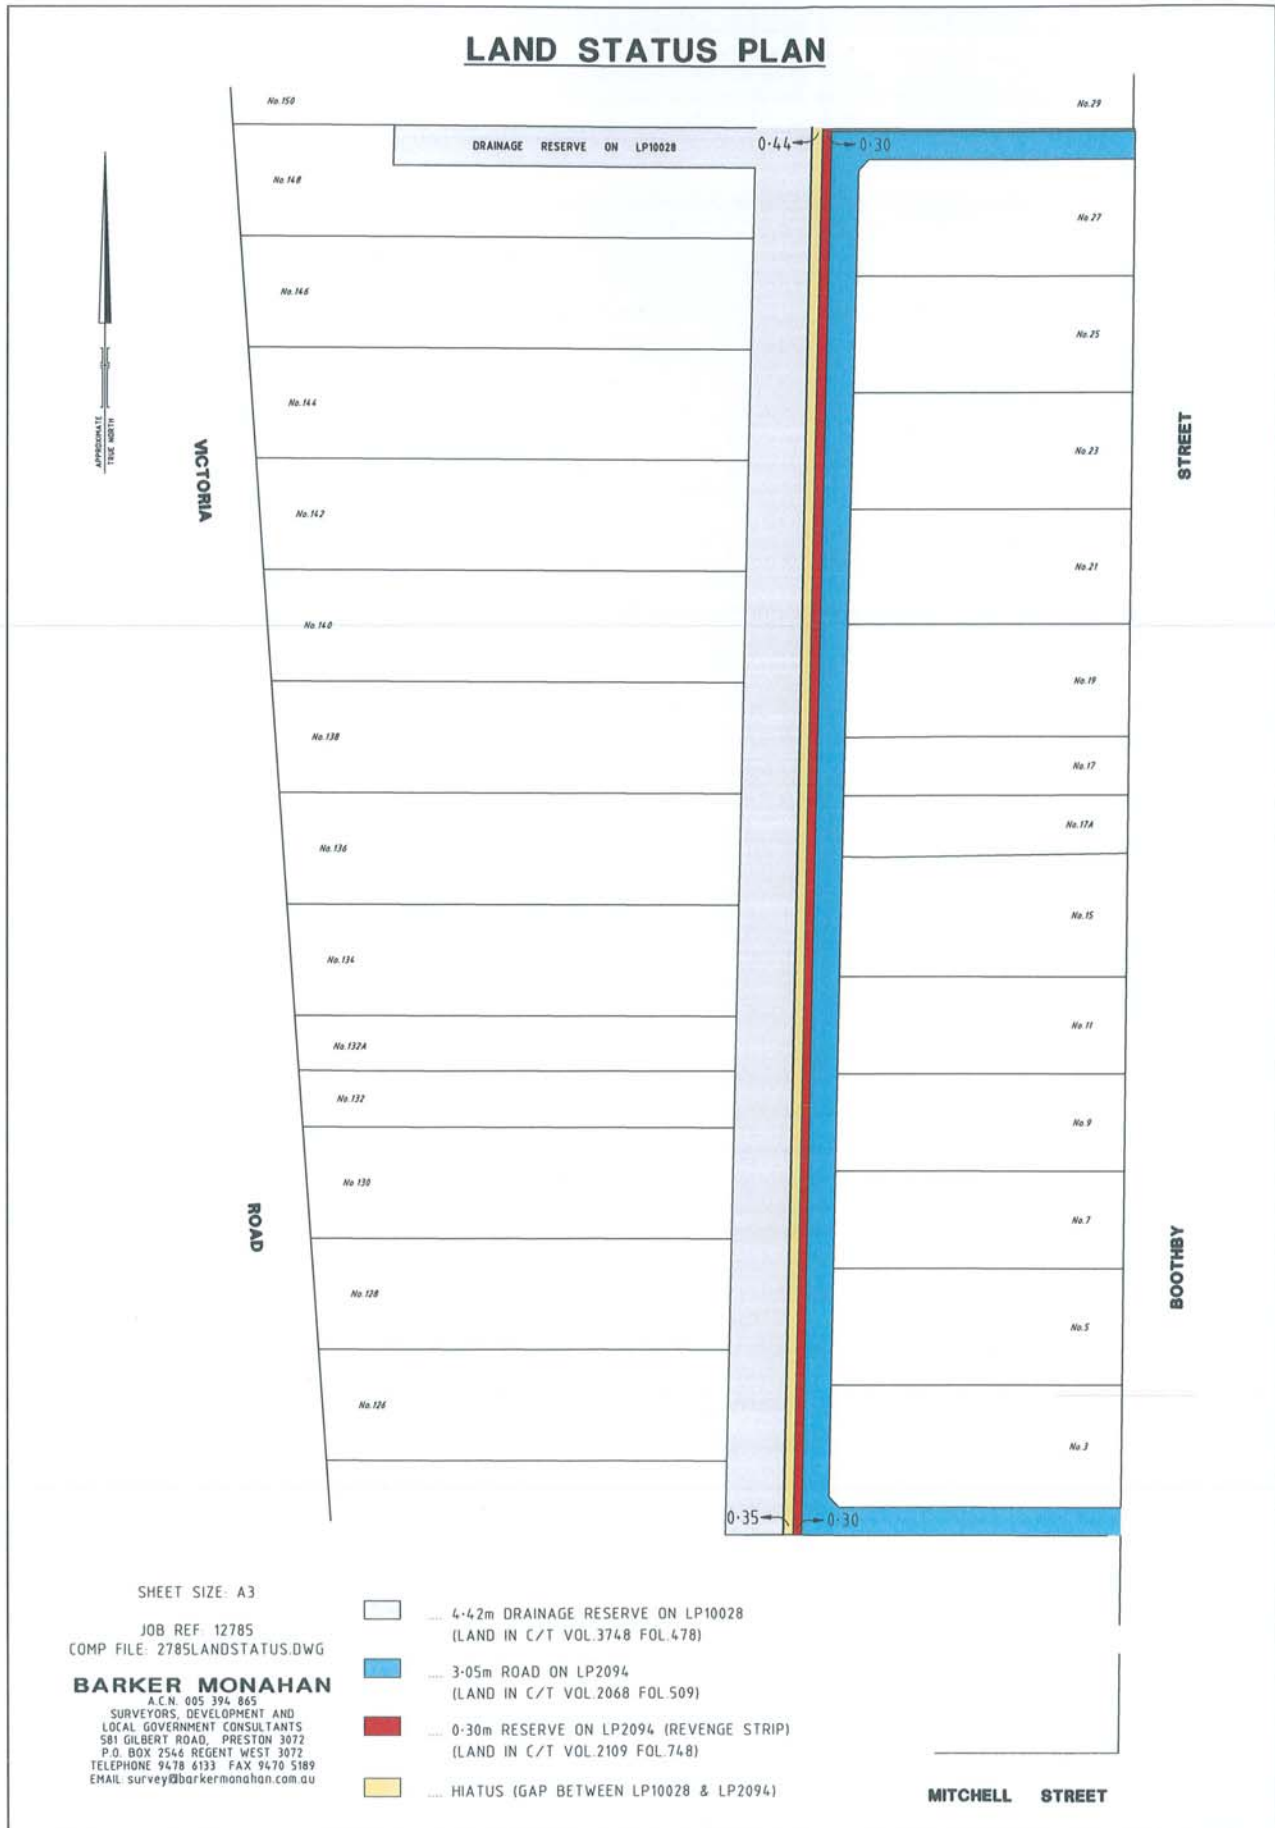 LAND STATUS PLAN
No.150
No.29
DRAINAGE RESERVE ON LP10028
0·44
0·30
No.148
No.27
No.146
No.25
No.144
APPROXIMATE
TRUE NORTH
VICTORIA
STREET
No.23
No.142
No.21
No.140
No.19
No.138
No.17
No.17A
No.136
No.15
No.134
No.11
No.132A
No.132
No.9
No 130
No.7
ROAD
BOOTHBY
No.128
No.5
No.126
No.3
0·35
0·30
SHEET SIZE: A3
JOB REF: 12785
COMP FILE: 2785LANDSTATUS.DWG
BARKER MONAHAN
A.C.N. 005 394 865
SURVEYORS, DEVELOPMENT AND
LOCAL GOVERNMENT CONSULTANTS
581 GILBERT ROAD, PRESTON 3072
P.O. BOX 2546 REGENT WEST 3072
TELEPHONE 9478 6133 FAX 9470 5189
EMAIL: survey@barkermonahan.com.au
.... 4·42m DRAINAGE RESERVE ON LP10028
(LAND IN C/T VOL.3748 FOL.478)
.... 3·05m ROAD ON LP2094
(LAND IN C/T VOL.2068 FOL.509)
.... 0·30m RESERVE ON LP2094 (REVENGE STRIP)
(LAND IN C/T VOL.2109 FOL.748)
.... HIATUS (GAP BETWEEN LP10028 & LP2094)
MITCHELL STREET